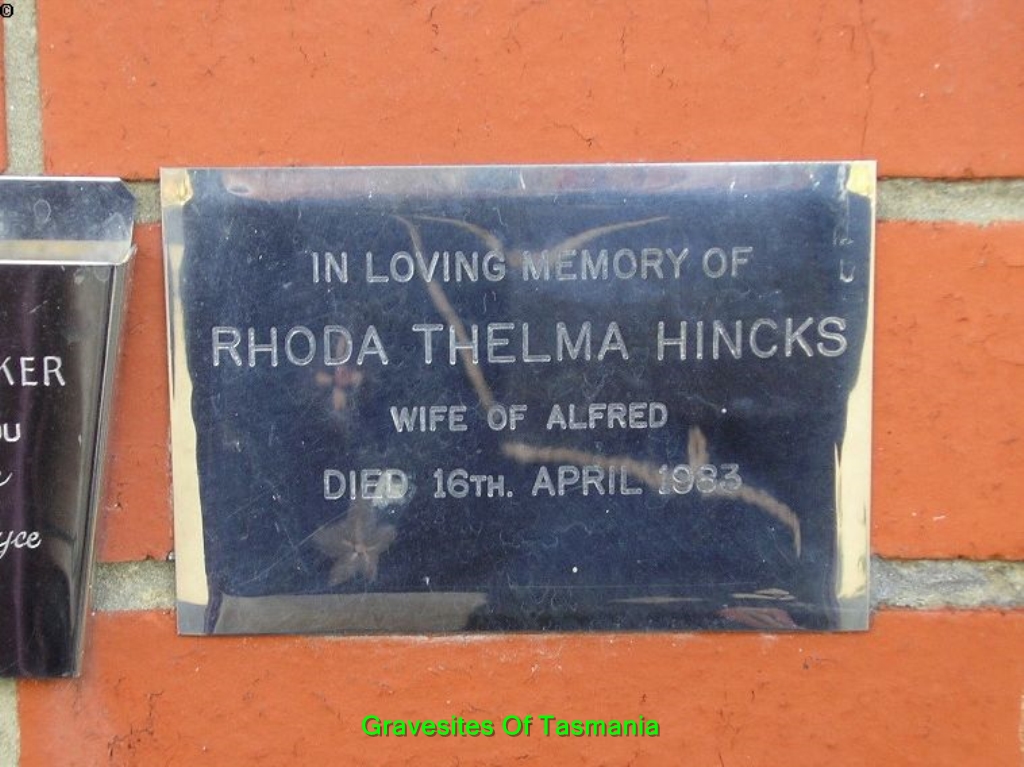 ©
KER
OU
yce
IN LOVING MEMORY OF
RHODA THELMA HINCKS
WIFE OF ALFRED
DIED 16TH. APRIL 1983
Gravesites Of Tasmania